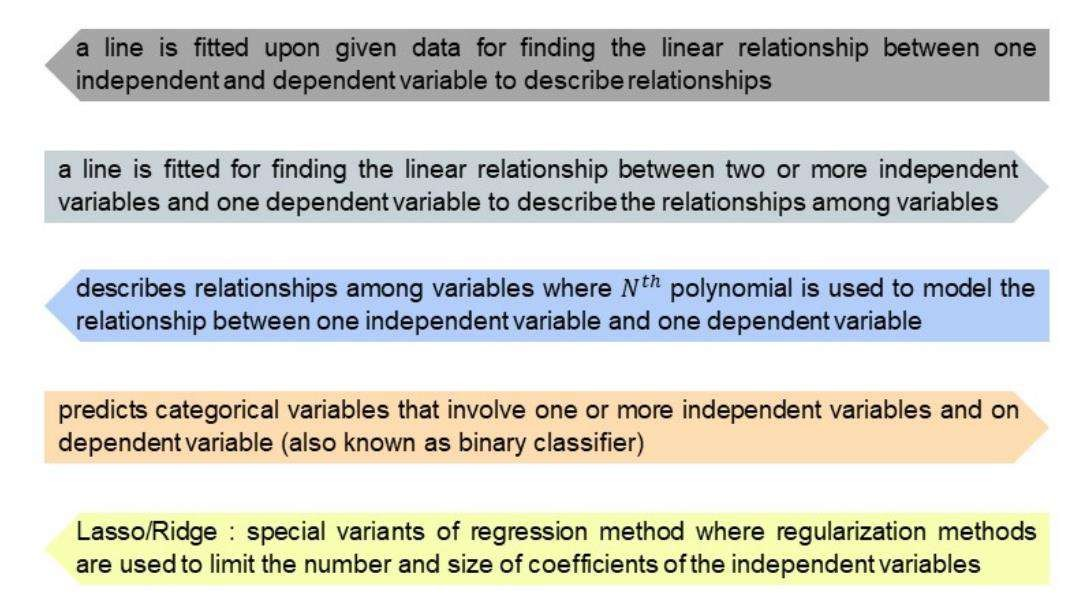 a line is fitted upon given data for finding the linear relationship between one
independent and dependent variable to describe relationships
a line is fitted for finding the linear relationship between two or more independent
variables and one dependent variable to describe the relationships among variables
describes relationships among variables where N^th polynomial is used to model the
relationship between one independent variable and one dependent variable
predicts categorical variables that involve one or more independent variables and on
dependent variable (also known as binary classifier)
Lasso/Ridge : special variants of regression method where regularization methods
are used to limit the number and size of coefficients of the independent variables